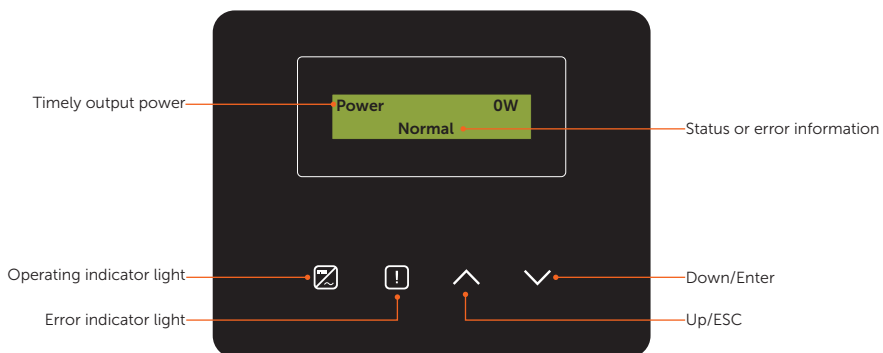 Timely output power
Power 0W
Normal
Status or error information
Operating indicator light
!
Down/Enter
Error indicator light
Up/ESC